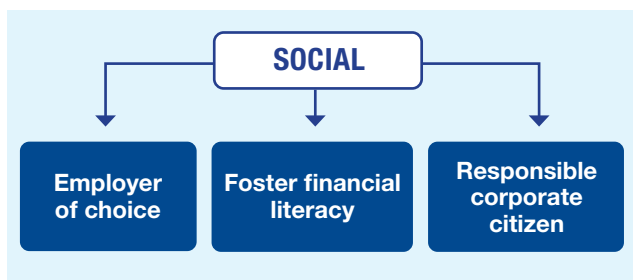 SOCIAL
Employer
of choice
Foster financial
literacy
Responsible
corporate
citizen